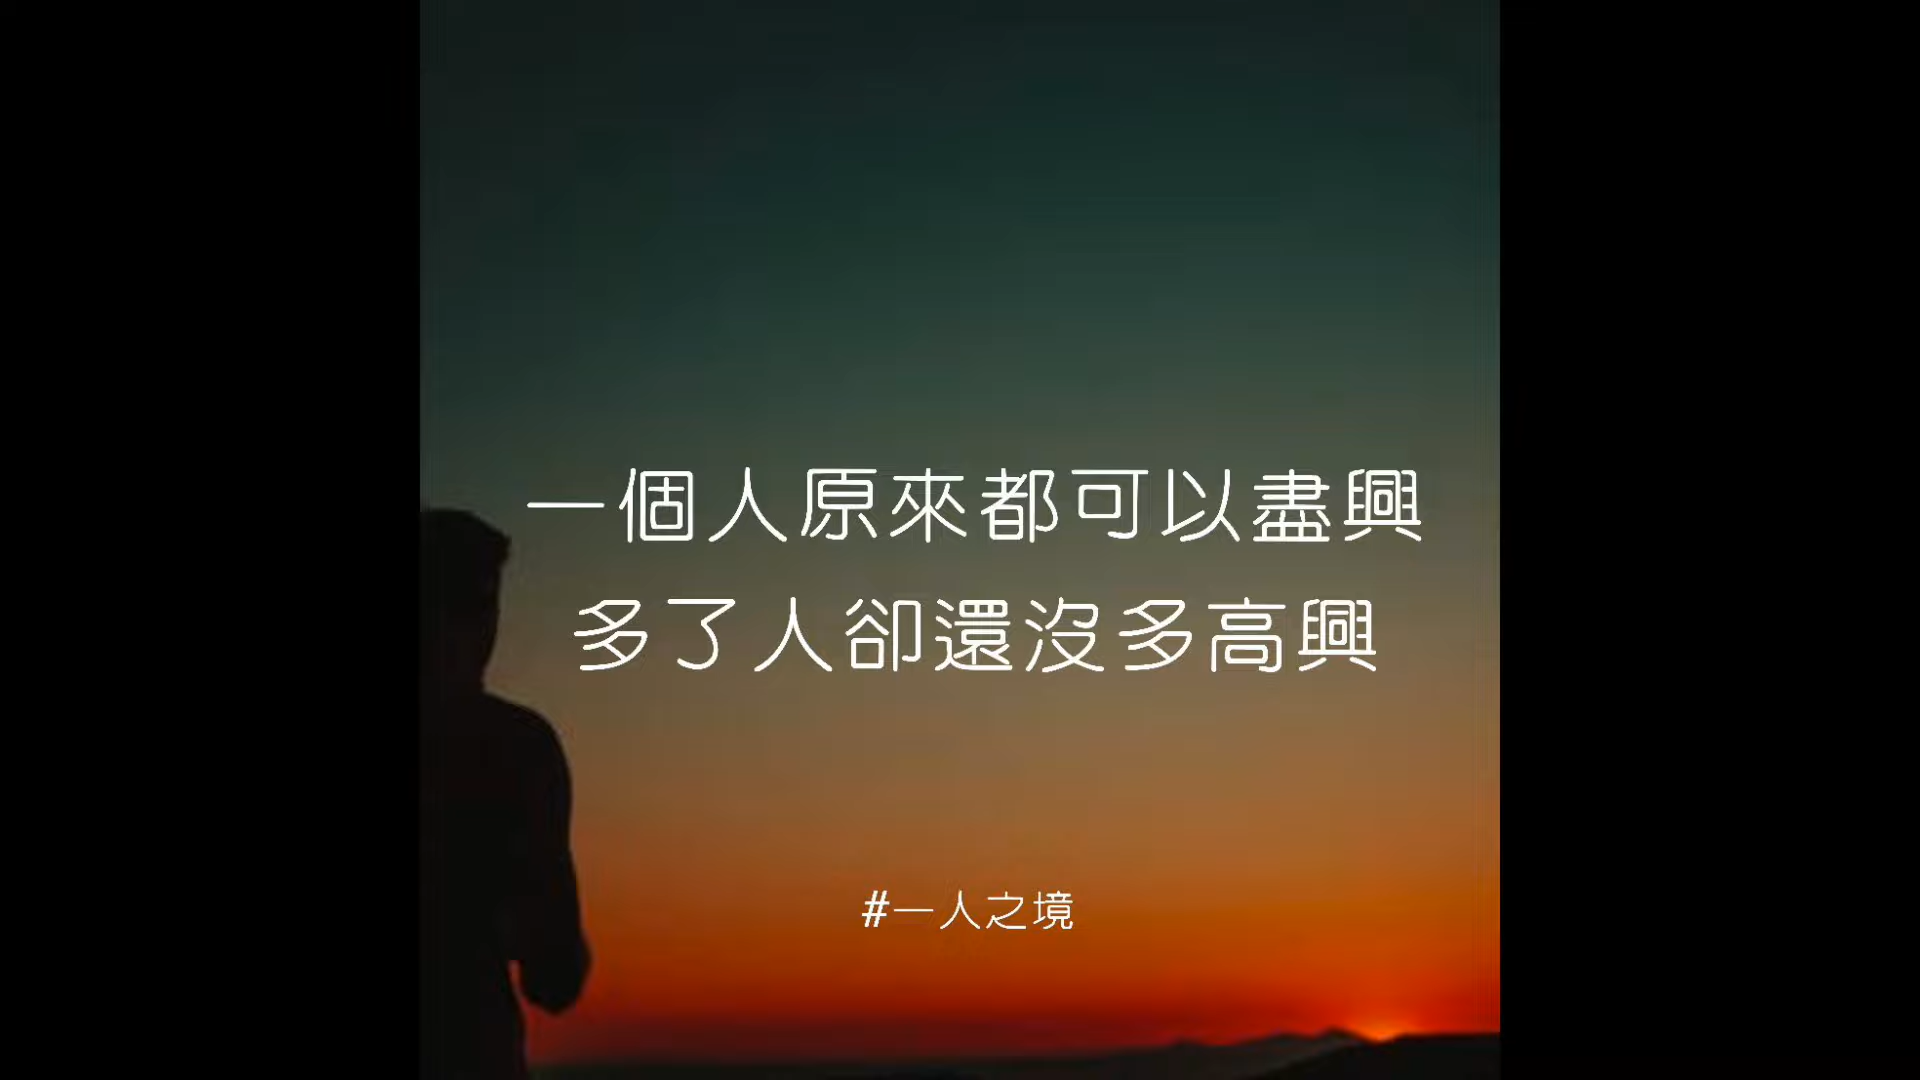 一個人原來都可以盡興
多了人卻還沒多高興
#一人之境